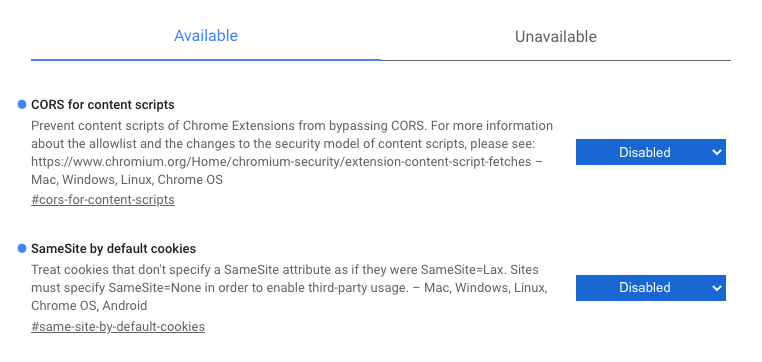 Available
Unavailable
CORS for content scripts
Prevent content scripts of Chrome Extensions from bypassing CORS. For more information
about the allowlist and the changes to the security model of content scripts, please see:
https://www.chromium.org/Home/chromium-security/extension-content-script-fetches –
Mac, Windows, Linux, Chrome OS
#cors-for-content-scripts
Disabled
SameSite by default cookies
Treat cookies that don't specify a SameSite attribute as if they were SameSite=Lax. Sites
must specify SameSite=None in order to enable third-party usage. – Mac, Windows, Linux,
Chrome OS, Android
#same-site-by-default-cookies
Disabled